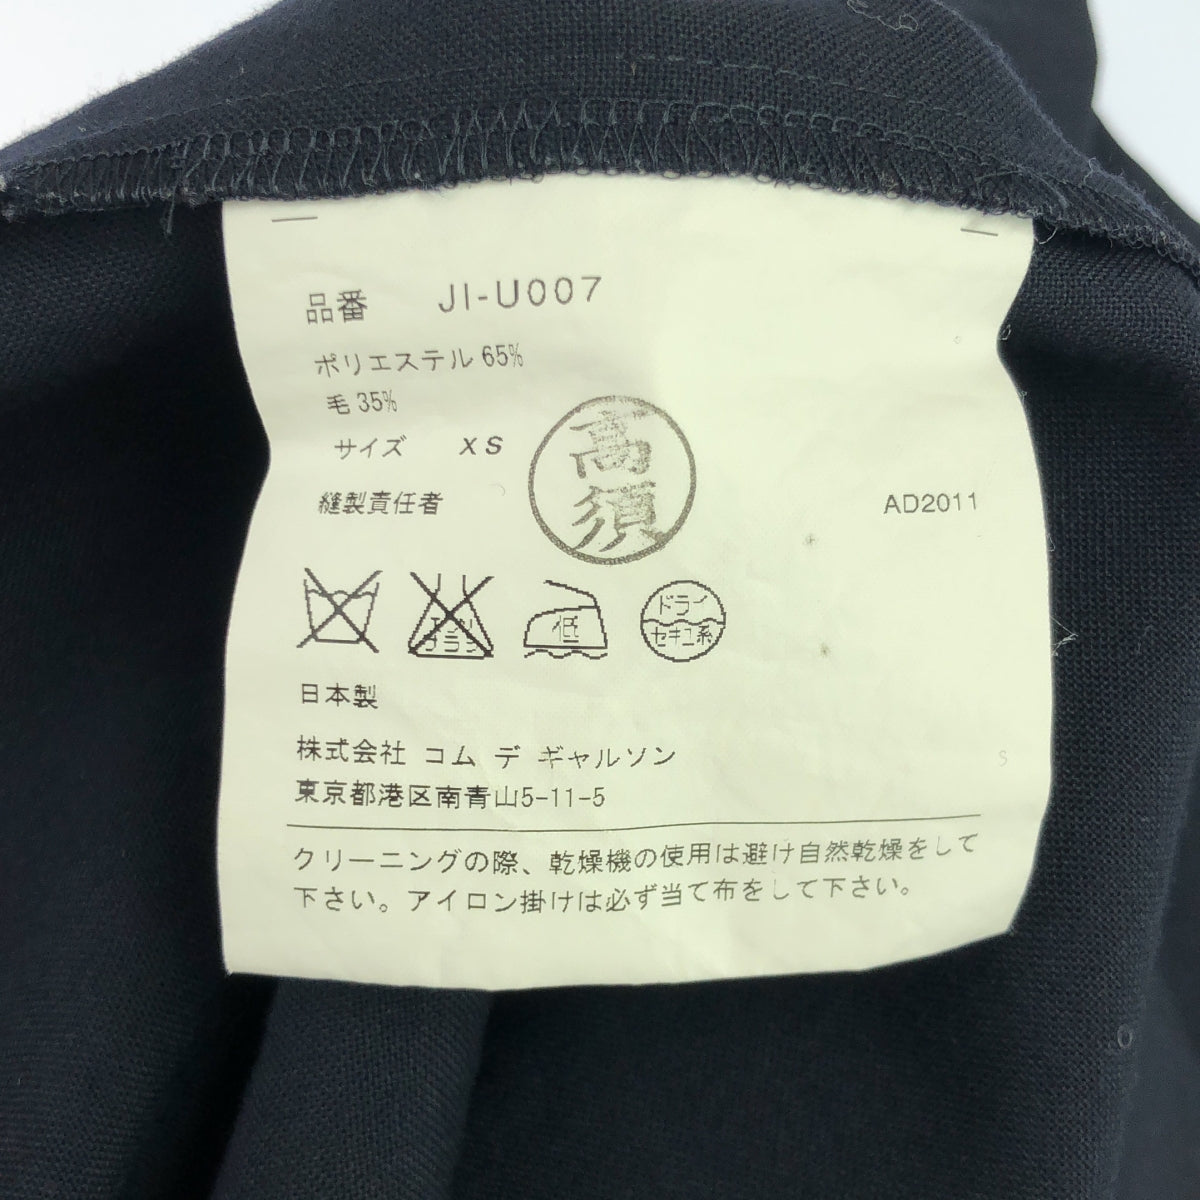 品番 JI-U007
ポリエステル 65%
毛 35%
サイズ XS
高須
縫製責任者
AD2011
低
ドライ
セキユ系
日本製
株式会社 コム デ ギャルソン
東京都港区南青山5-11-5
クリーニングの際、乾燥機の使用は避け自然乾燥をして
下さい。アイロン掛けは必ず当て布をして下さい。